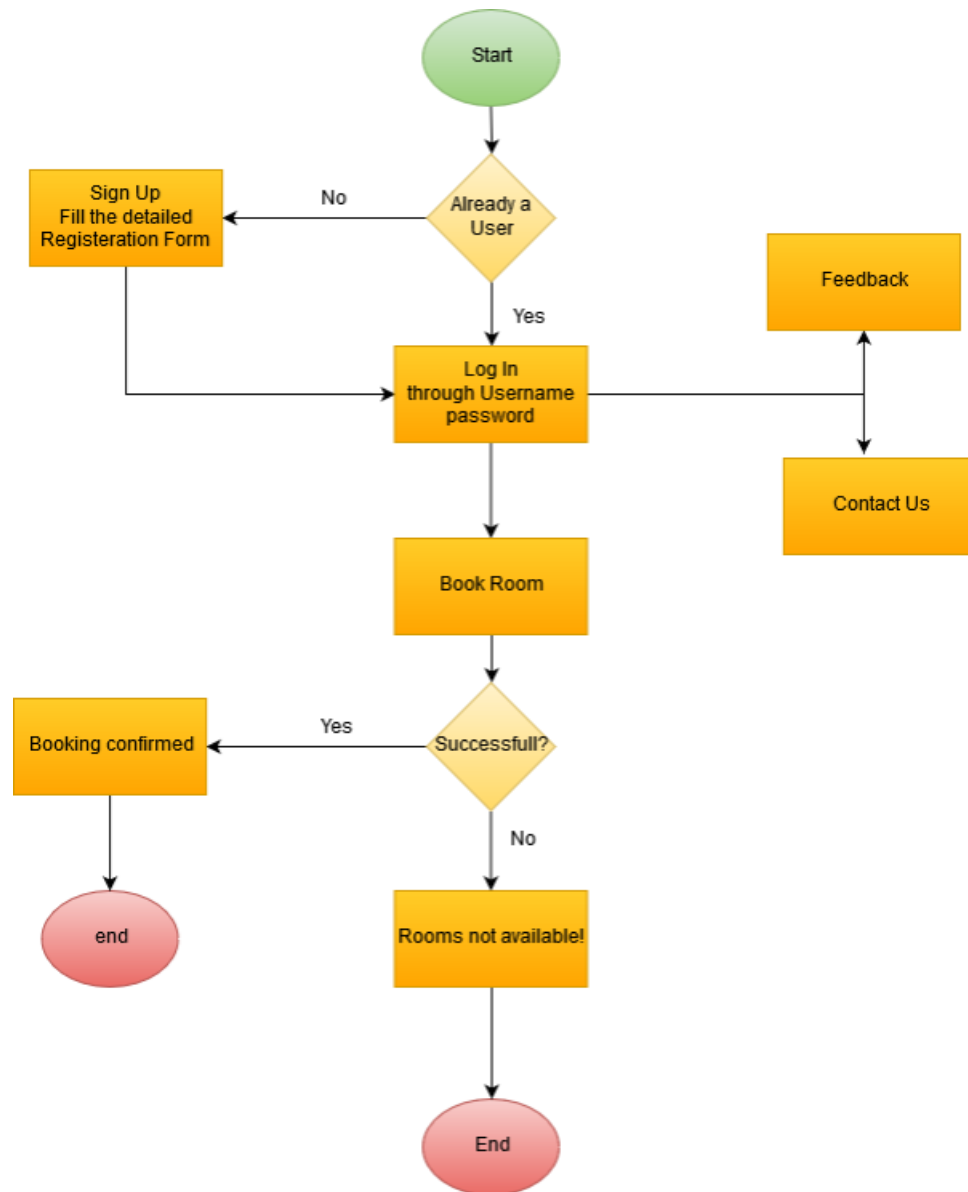 Start
Already a
User
No
Sign Up
Fill the detailed
Registeration Form
Yes
Log In
through Username
password
Feedback
Contact Us
Book Room
Successfull?
Yes
Booking confirmed
end
No
Rooms not available!
End